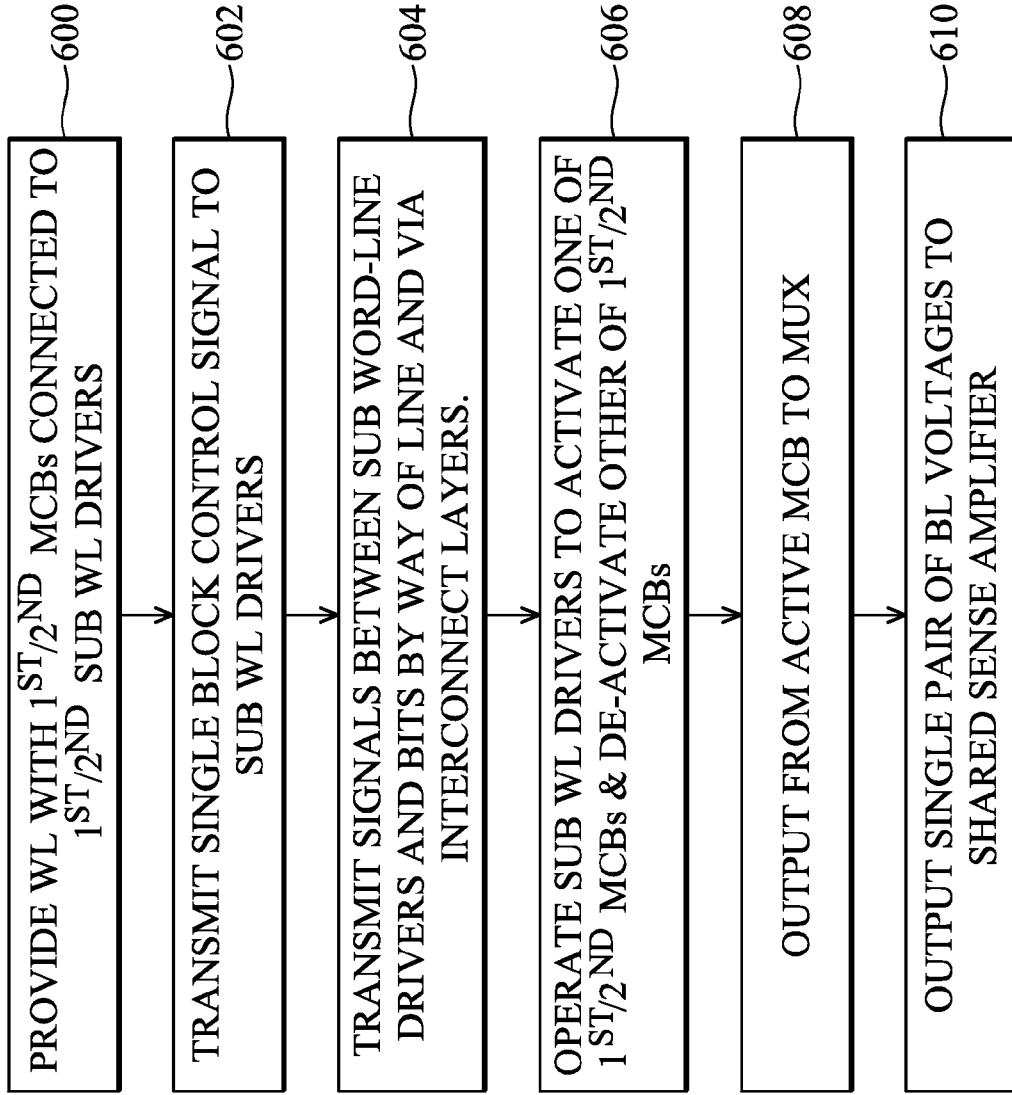 PROVIDE WL WITH 1ST/2ND MCBs CONNECTED TO
1ST/2ND SUB WL DRIVERS
600
TRANSMIT SINGLE BLOCK CONTROL SIGNAL TO
SUB WL DRIVERS
602
TRANSMIT SIGNALS BETWEEN SUB WORD-LINE
DRIVERS AND BITS BY WAY OF LINE AND VIA
INTERCONNECT LAYERS.
604
OPERATE SUB WL DRIVERS TO ACTIVATE ONE OF
1ST/2ND MCBs & DE-ACTIVATE OTHER OF 1ST/2ND
MCBs
606
OUTPUT FROM ACTIVE MCB TO MUX
608
OUTPUT SINGLE PAIR OF BL VOLTAGES TO
SHARED SENSE AMPLIFIER
610